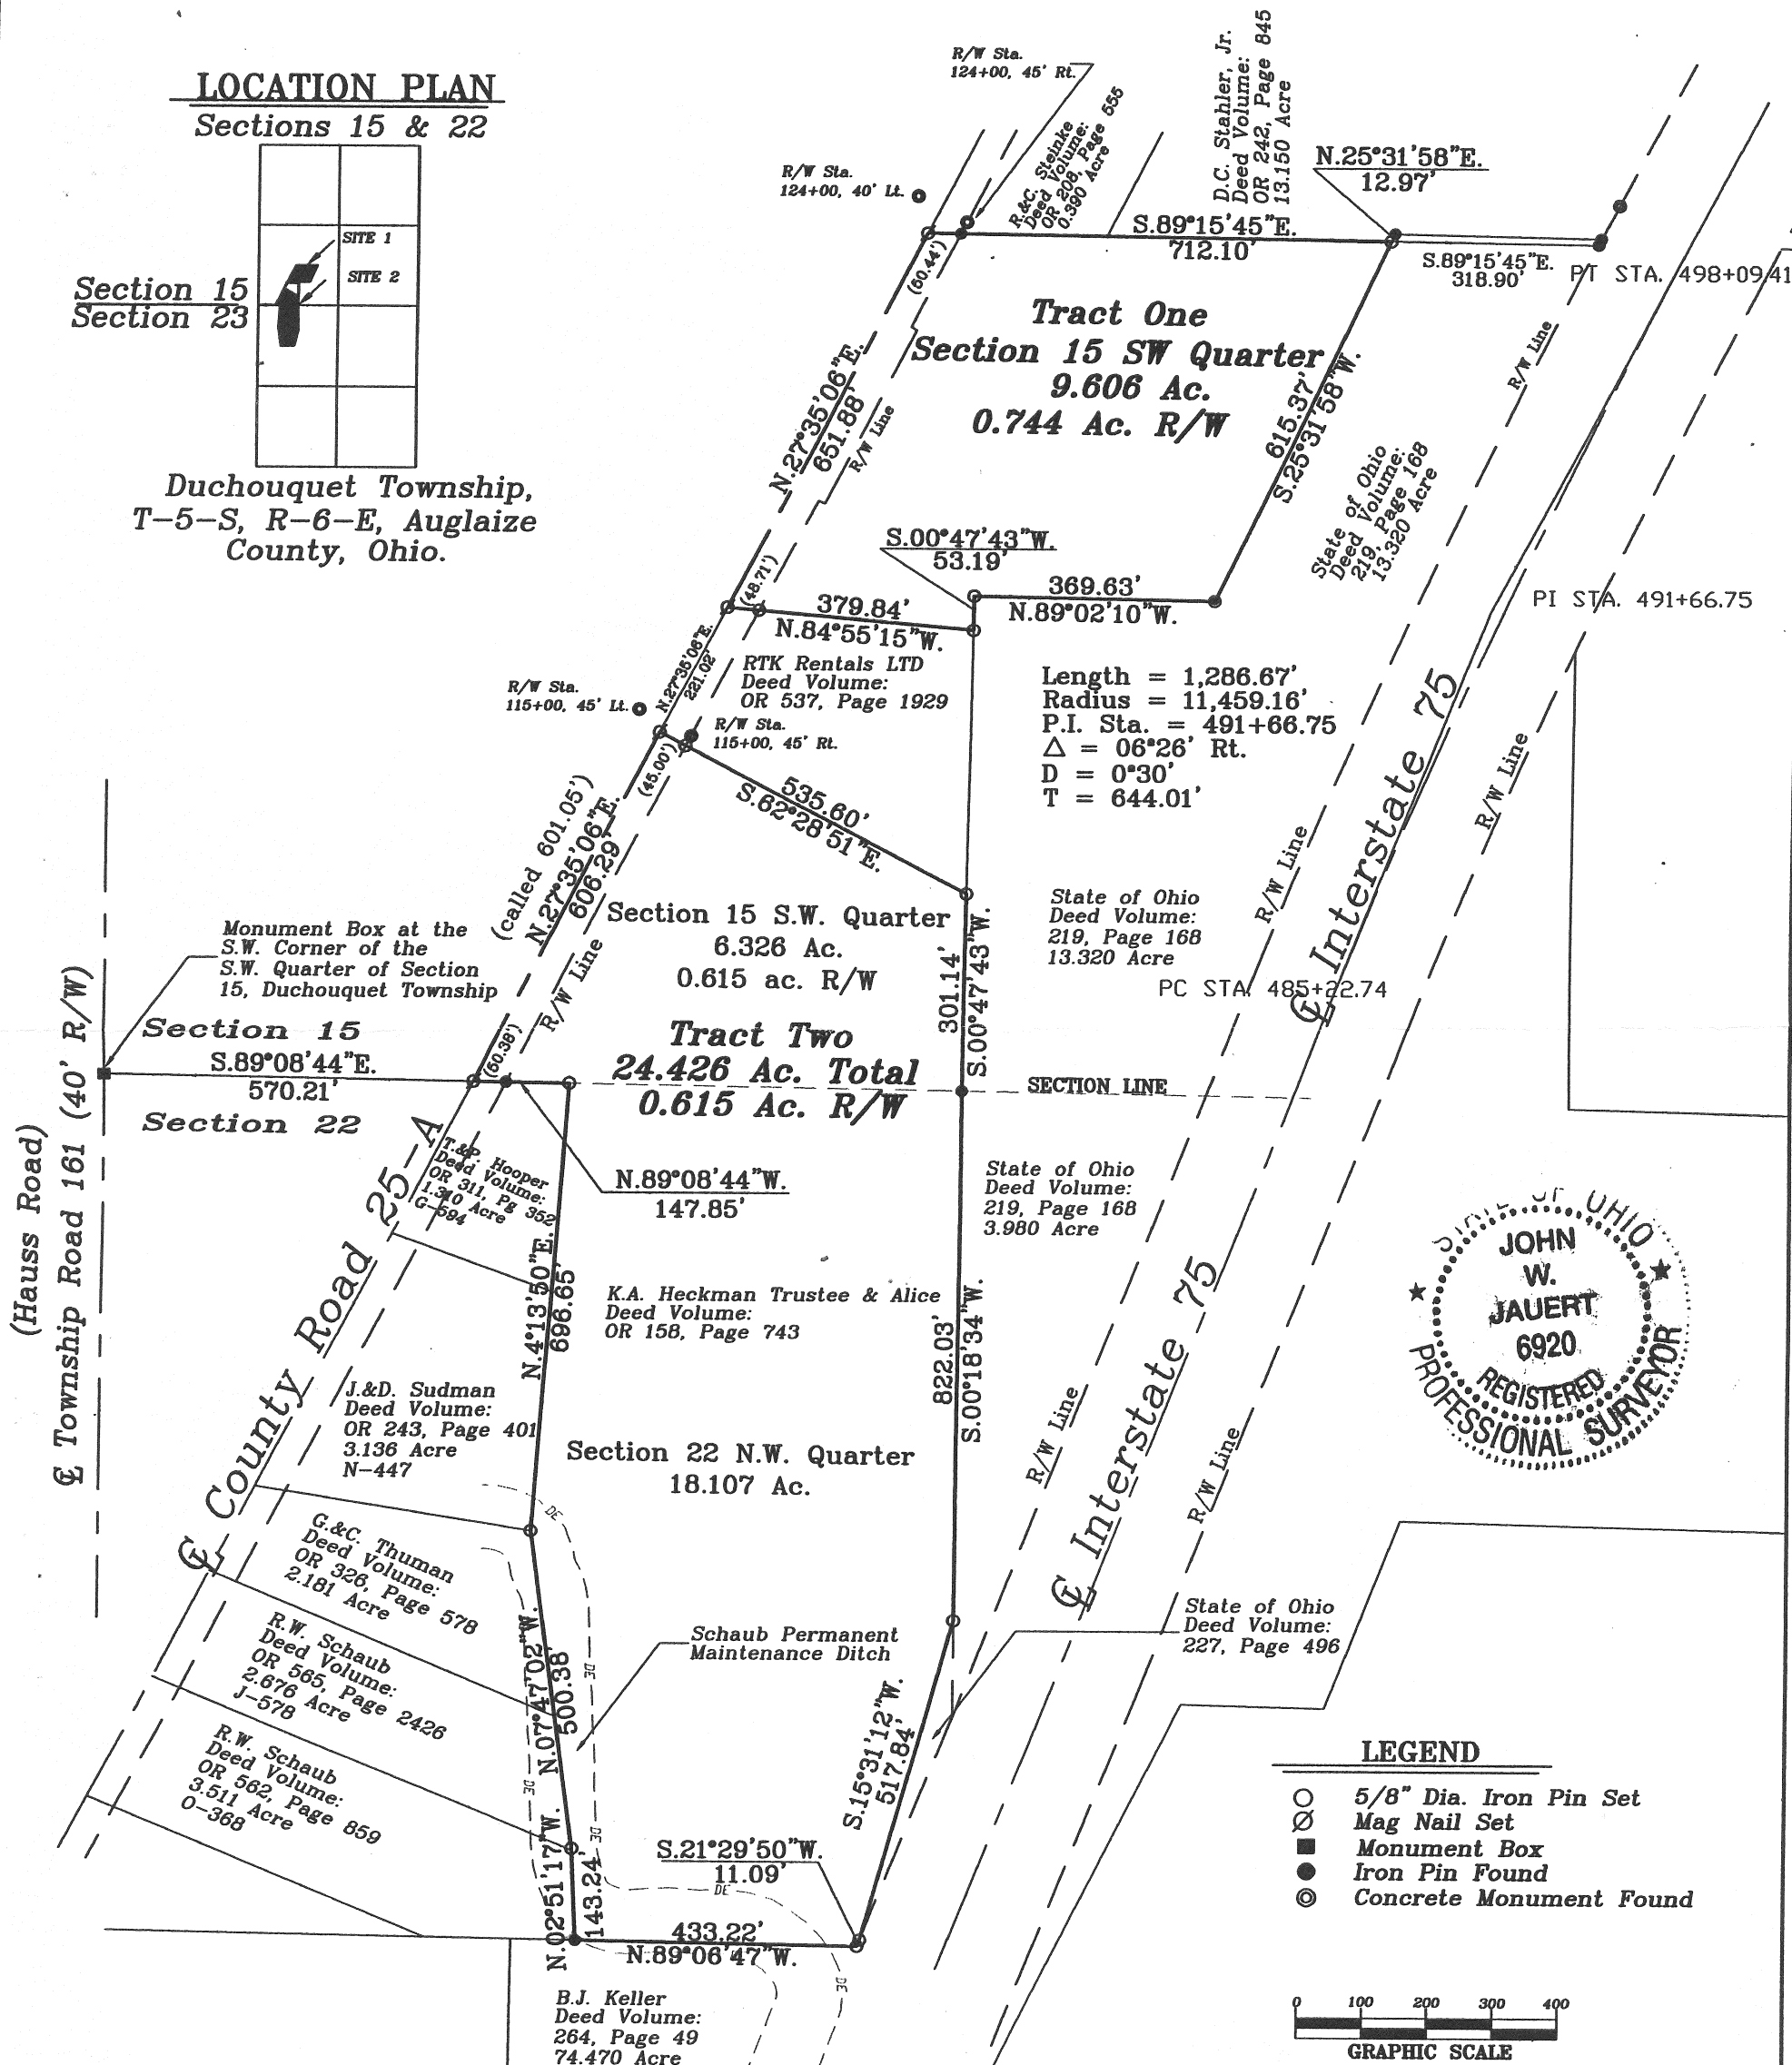 LOCATION PLAN
Sections 15 & 22
SITE 1
SITE 2
Section 15
Section 23
Duchouquet Township,
T-5-S, R-6-E, Auglaize
County, Ohio.
R/W Sta.
124+00, 45' Rt.
R/W Sta.
124+00, 40' Lt.
R.&C. Steinke
Deed Volume:
OR 208, Page 555
0.390 Acre
D.C. Stahler, Jr.
Deed Volume:
OR 242, Page 845
13.150 Acre
N.25°31'58"E.
12.97'
S.89°15'45"E.
712.10'
S.89°15'45"E.
318.90'
PT STA. 498+09.41
(60.44')
Tract One
Section 15 SW Quarter
9.606 Ac.
0.744 Ac. R/W
N.27°35'06"E.
651.88'
R/W Line
615.37'
S.25°31'58"W.
R/W Line
State of Ohio
Deed Volume:
219, Page 168
13.320 Acre
S.00°47'43"W.
53.19'
369.63'
N.89°02'10"W.
PI STA. 491+66.75
(48.71')
379.84'
N.84°55'15"W.
N.27°35'06"E.
221.02'
RTK Rentals LTD
Deed Volume:
OR 537, Page 1929
R/W Sta.
115+00, 45' Lt.
R/W Sta.
115+00, 45' Rt.
(45.00')
Length = 1,286.67'
Radius = 11,459.16'
P.I. Sta. = 491+66.75
Δ = 06°26' Rt.
D = 0°30'
T = 644.01'
535.60'
S.62°28'51"E.
(called 601.05')
N.27°35'06"E.
606.29'
R/W Line
Section 15 S.W. Quarter
6.326 Ac.
0.615 ac. R/W
301.14'
S.00°47'43"W.
State of Ohio
Deed Volume:
219, Page 168
13.320 Acre
R/W Line
℄ Interstate 75
R/W Line
PC STA. 485+22.74
Monument Box at the
S.W. Corner of the
S.W. Quarter of Section
15, Duchouquet Township
Section 15
S.89°08'44"E.
570.21'
Section 22
(60.38')
Tract Two
24.426 Ac. Total
0.615 Ac. R/W
SECTION LINE
(Hauss Road)
℄ Township Road 161 (40' R/W)
℄ County Road 25-A
T.&P. Hooper
Deed Volume:
OR 311, Pg 352
1.310 Acre
G-594
N.89°08'44"W.
147.85'
State of Ohio
Deed Volume:
219, Page 168
3.980 Acre
N.4°13'50"E.
696.65'
K.A. Heckman Trustee & Alice
Deed Volume:
OR 158, Page 743
822.03'
S.00°18'34"W.
J.&D. Sudman
Deed Volume:
OR 243, Page 401
3.136 Acre
N-447
Section 22 N.W. Quarter
18.107 Ac.
R/W Line
℄ Interstate 75
R/W Line
STATE OF OHIO
JOHN
W.
JAUERT
6920
REGISTERED
PROFESSIONAL SURVEYOR
G.&C. Thuman
Deed Volume:
OR 326, Page 578
2.181 Acre
R.W. Schaub
Deed Volume:
OR 565, Page 2426
2.676 Acre
J-578
R.W. Schaub
Deed Volume:
OR 562, Page 859
3.511 Acre
O-368
DE
N.07°47'02"W.
500.38'
DE
DE
DE
Schaub Permanent
Maintenance Ditch
State of Ohio
Deed Volume:
227, Page 496
S.15°31'12"W.
517.84'
S.21°29'50"W.
11.09'
DE
N.02°51'17"W.
143.24'
433.22'
N.89°06'47"W.
DE
B.J. Keller
Deed Volume:
264, Page 49
74.470 Acre
LEGEND
5/8" Dia. Iron Pin Set
Mag Nail Set
Monument Box
Iron Pin Found
Concrete Monument Found
0 100 200 300 400
GRAPHIC SCALE